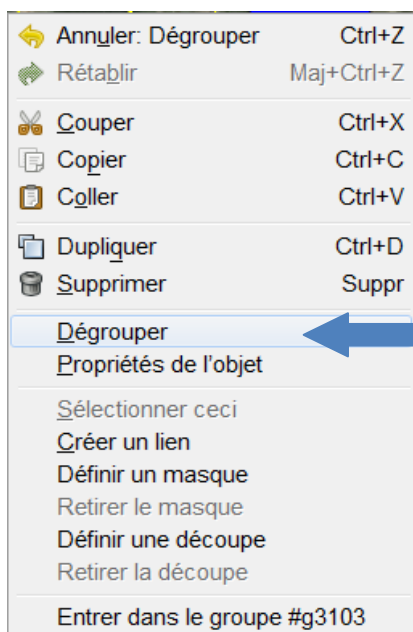 Annuler: Dégrouper Ctrl+Z
Rétablir Maj+Ctrl+Z
Couper Ctrl+X
Copier Ctrl+C
Coller Ctrl+V
Dupliquer Ctrl+D
Supprimer Suppr
Dégrouper
Propriétés de l’objet
Sélectionner ceci
Créer un lien
Définir un masque
Retirer le masque
Définir une découpe
Retirer la découpe
Entrer dans le groupe #g3103